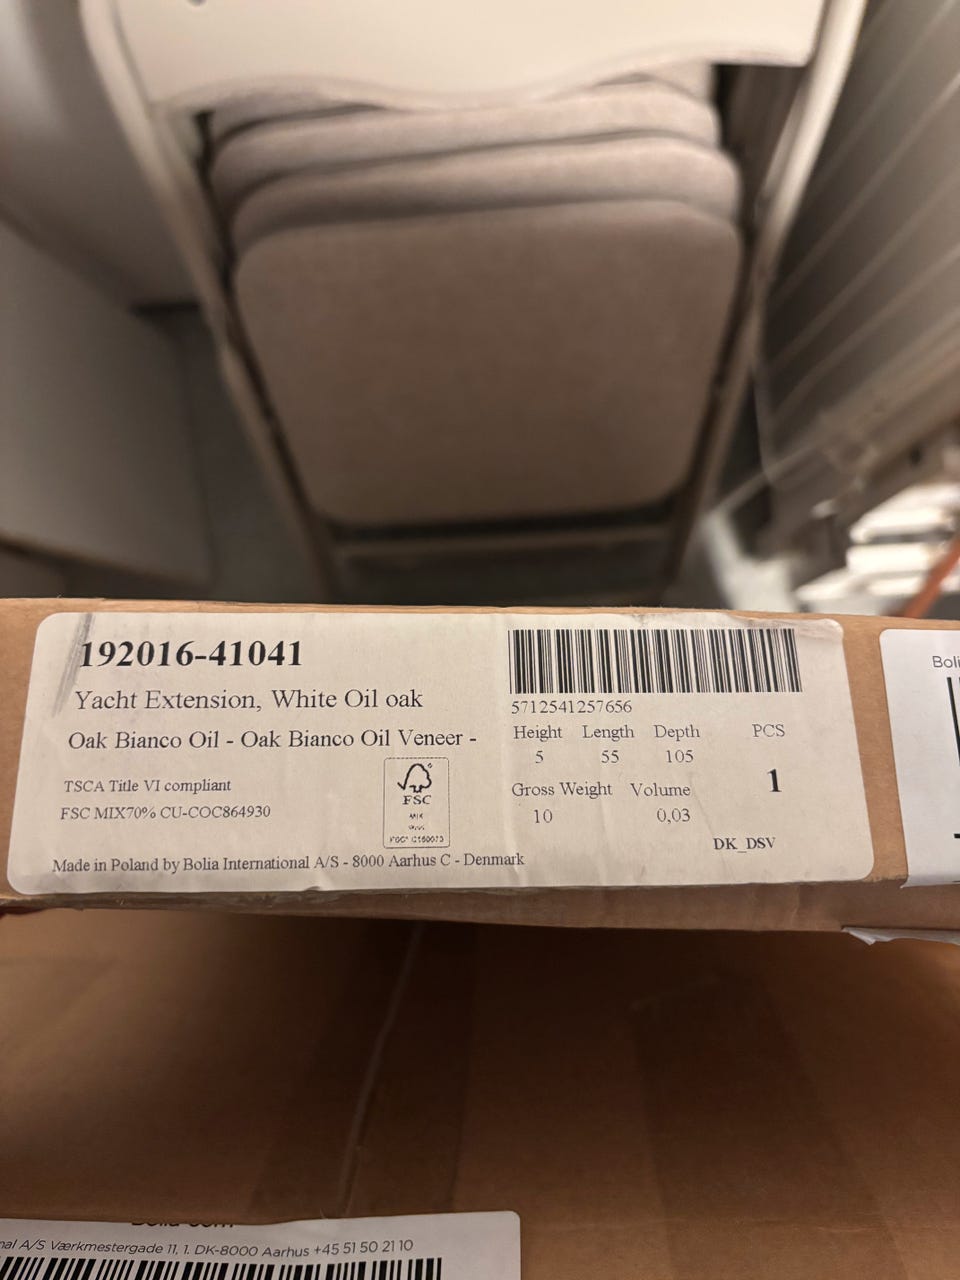 192016-41041
Yacht Extension, White Oil oak
Oak Bianco Oil - Oak Bianco Oil Veneer -
TSCA Title VI compliant
FSC MIX70% CU-COC864930
FSC
MIX
Made in Poland by Bolia International A/S - 8000 Aarhus C - Denmark
5712541257656
Height Length Depth PCS
5 55 105
1
Gross Weight Volume
10 0,03
DK_DSV
Boli
nal A/S Værkmestergade 11, 1. DK-8000 Aarhus +45 51 50 21 10